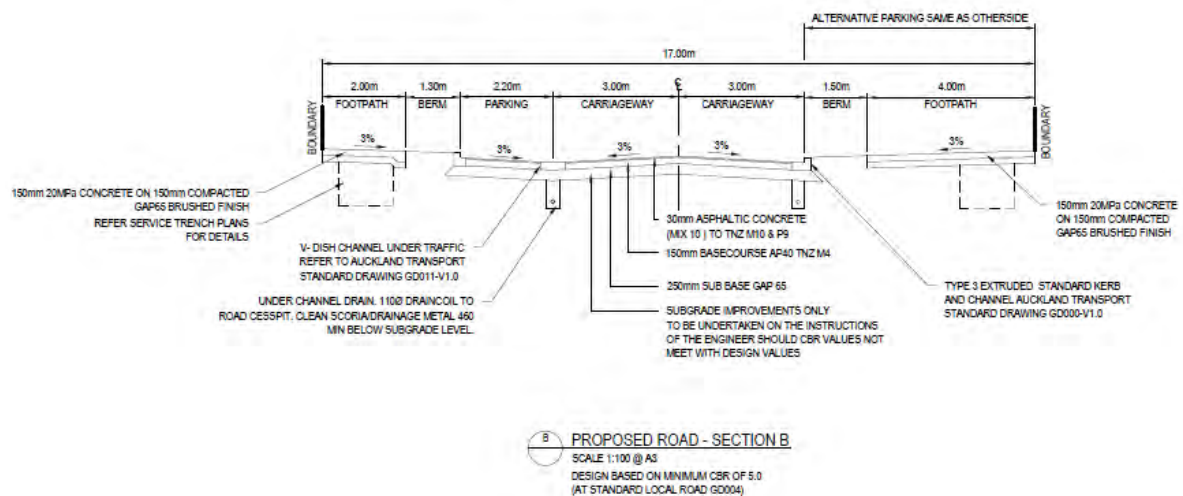 ALTERNATIVE PARKING SAME AS OTHERSIDE
17.00m
2.00m
1.30m
2.20m
3.00m
℄
3.00m
1.50m
4.00m
FOOTPATH
BERM
PARKING
CARRIAGEWAY
CARRIAGEWAY
BERM
FOOTPATH
BOUNDARY
BOUNDARY
3%
3%
3%
3%
3%
150mm 20MPa CONCRETE ON 150mm COMPACTED
GAP65 BRUSHED FINISH
REFER SERVICE TRENCH PLANS
FOR DETAILS
V- DISH CHANNEL UNDER TRAFFIC
REFER TO AUCKLAND TRANSPORT
STANDARD DRAWING GD011-V1.0
UNDER CHANNEL DRAIN. 110Ø DRAINCOIL TO
ROAD CESSPIT. CLEAN SCORIA/DRAINAGE METAL 460
MIN BELOW SUBGRADE LEVEL.
30mm ASPHALTIC CONCRETE
(MIX 10 ) TO TNZ M10 & P9
150mm BASECOURSE AP40 TNZ M4
250mm SUB BASE GAP 65
SUBGRADE IMPROVEMENTS ONLY
TO BE UNDERTAKEN ON THE INSTRUCTIONS
OF THE ENGINEER SHOULD CBR VALUES NOT
MEET WITH DESIGN VALUES
150mm 20MPa CONCRETE
ON 150mm COMPACTED
GAP65 BRUSHED FINISH
TYPE 3 EXTRUDED STANDARD KERB
AND CHANNEL AUCKLAND TRANSPORT
STANDARD DRAWING GD000-V1.0
B
PROPOSED ROAD - SECTION B
SCALE 1:100 @ A3
DESIGN BASED ON MINIMUM CBR OF 5.0
(AT STANDARD LOCAL ROAD GD004)